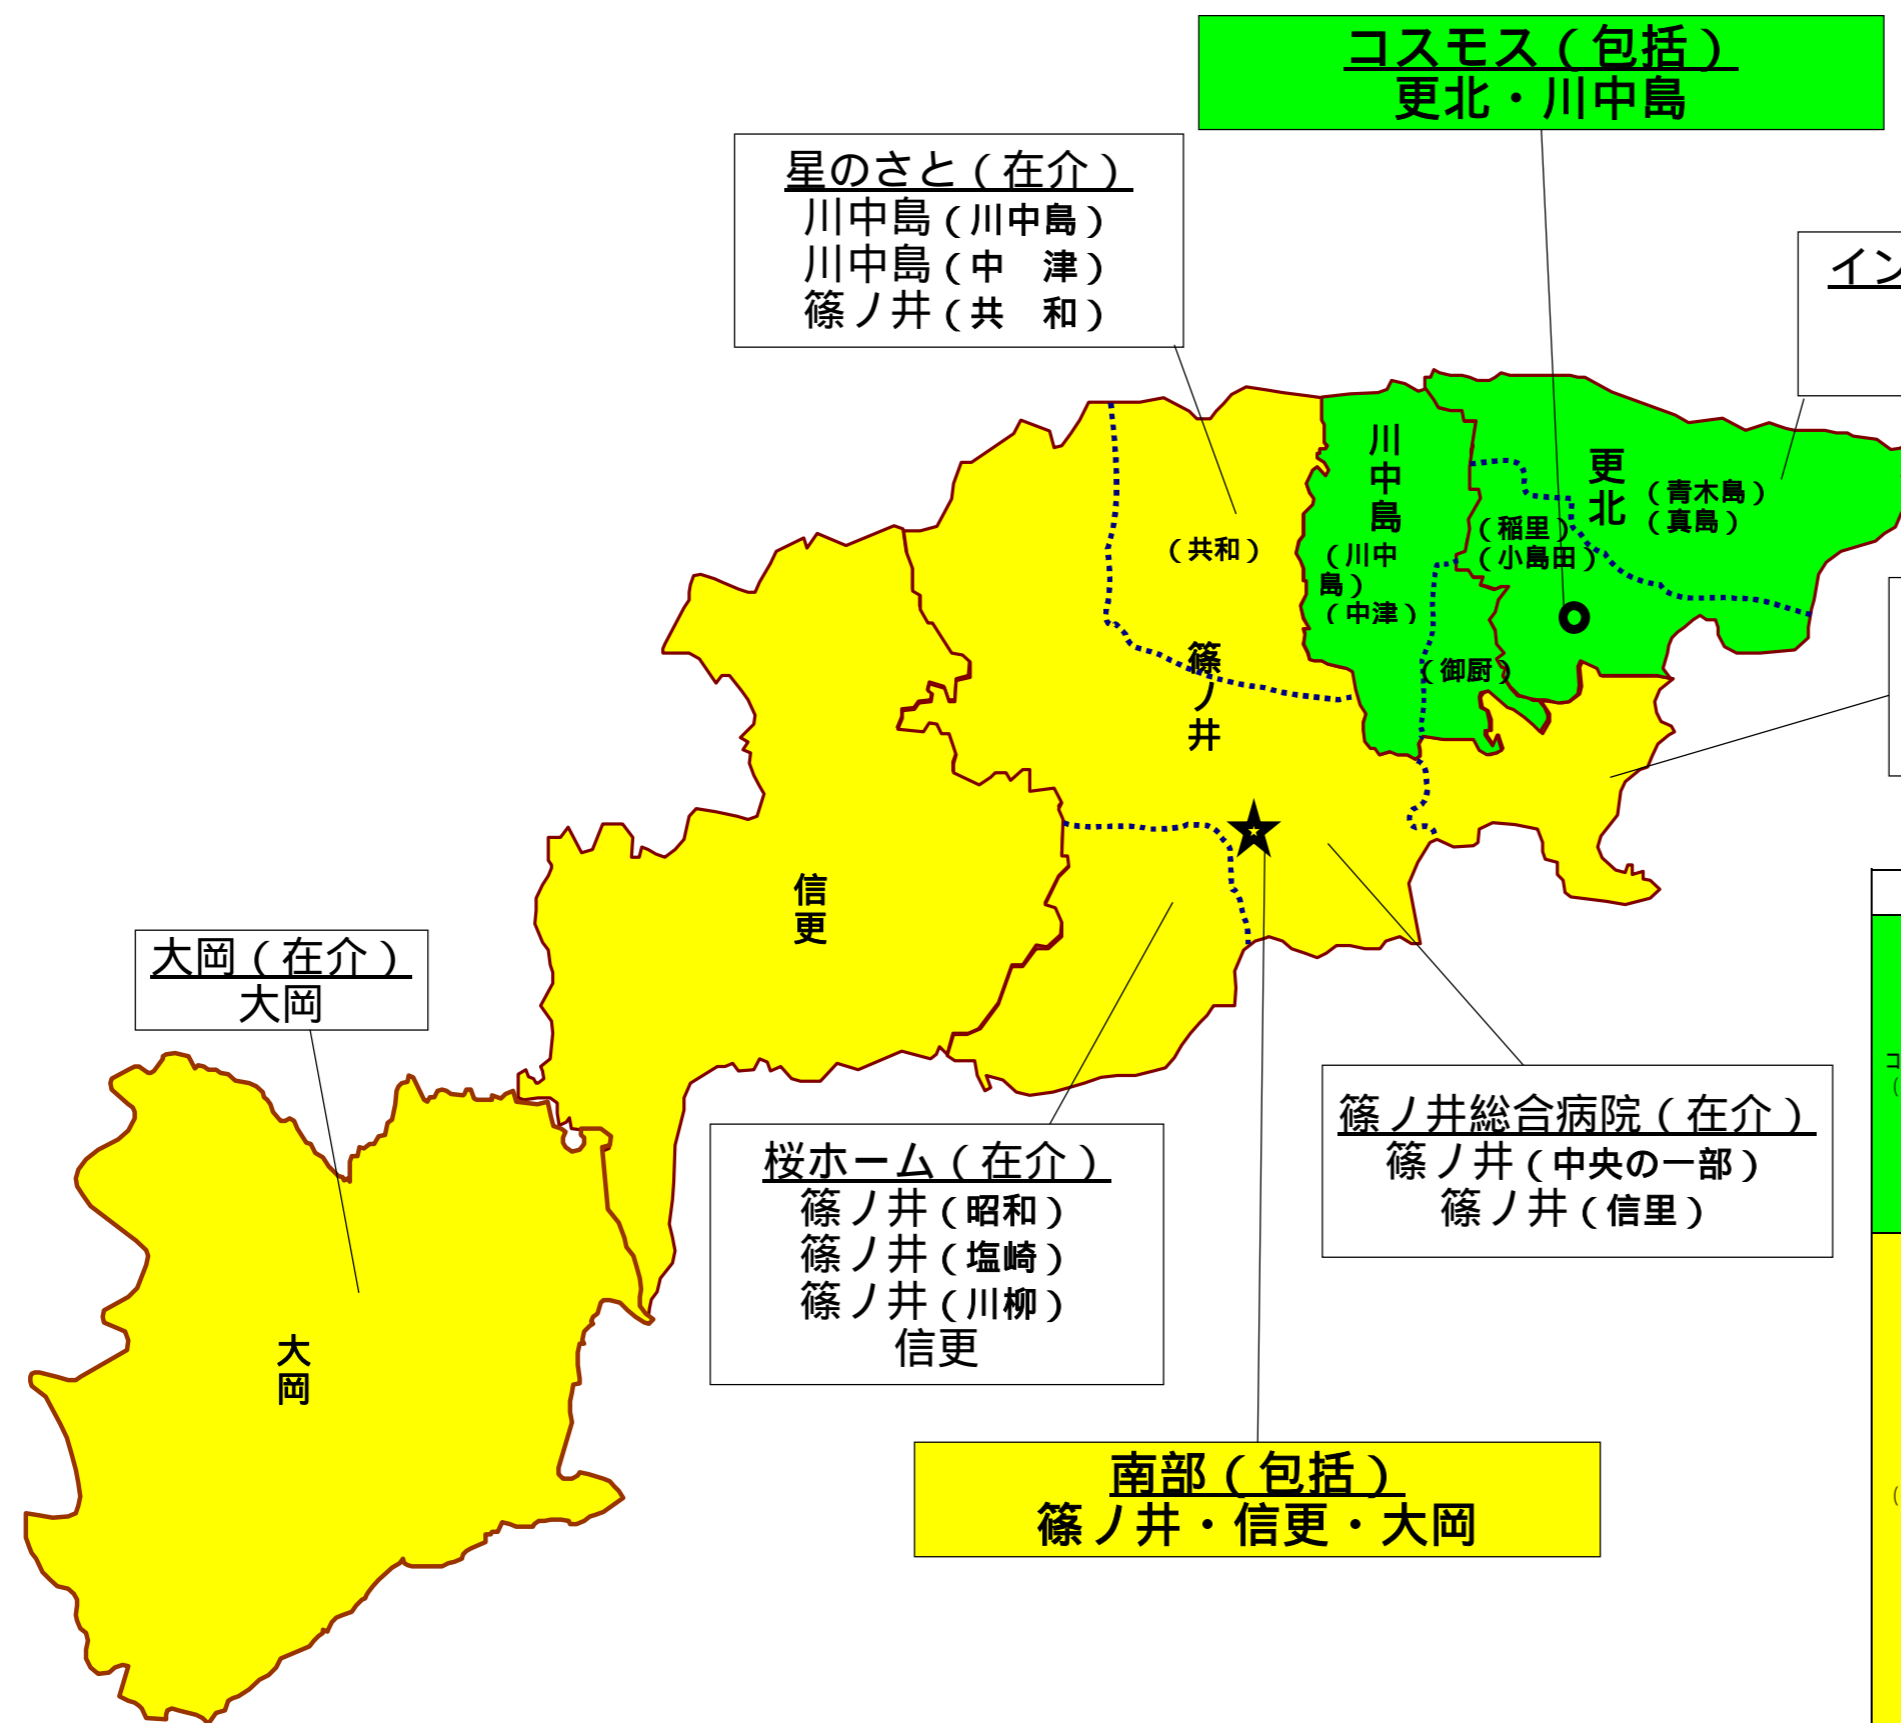 コスモス（包括）
更北・川中島
星のさと（在介）
川中島（川中島）
川中島（中　津）
篠ノ井（共　和）
イン
川中島
（川中
島）
（中津）
更北
（青木島）
（真島）
（稲里）
（小島田）
（共和）
（御厨）
篠ノ井
信更
大岡（在介）
大岡
大岡
桜ホーム（在介）
篠ノ井（昭和）
篠ノ井（塩崎）
篠ノ井（川柳）
信更
篠ノ井総合病院（在介）
篠ノ井（中央の一部）
篠ノ井（信里）
南部（包括）
篠ノ井・信更・大岡
コ
（
（